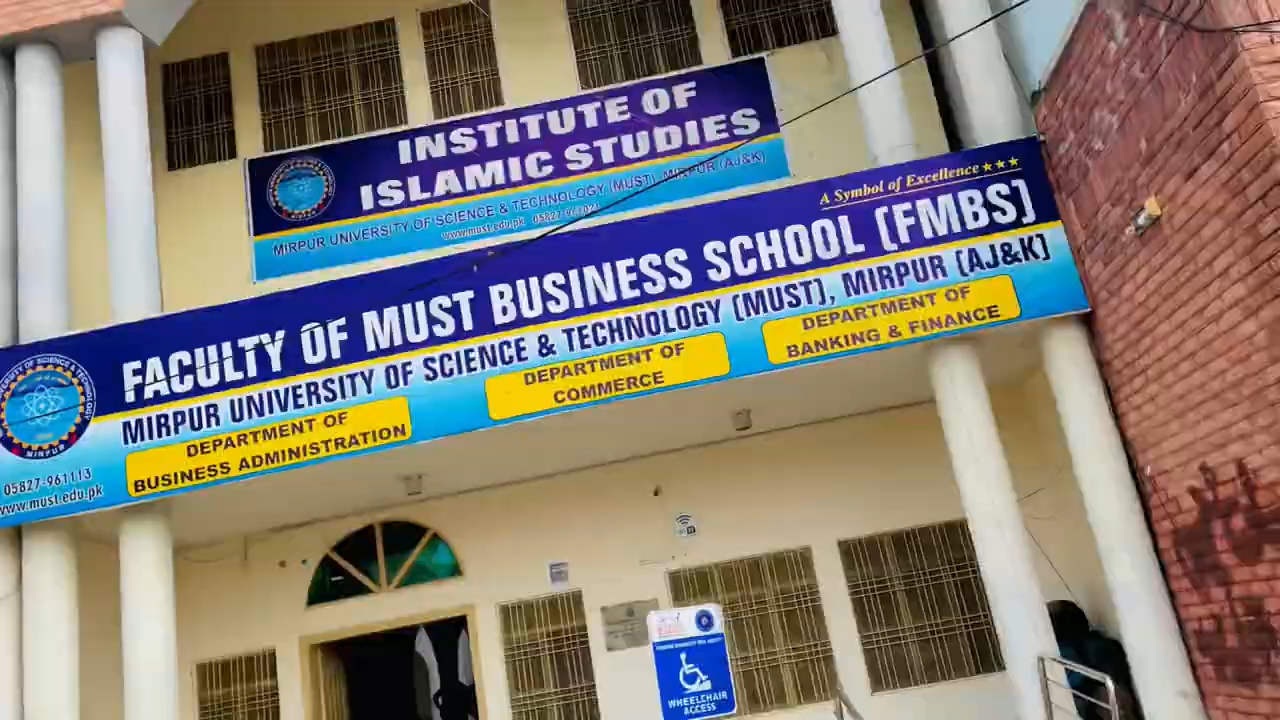 INSTITUTE OF
ISLAMIC STUDIES
MIRPUR UNIVERSITY OF SCIENCE & TECHNOLOGY (MUST), MIRPUR (AJ&K)
www.must.edu.pk
A Symbol of Excellence
FACULTY OF MUST BUSINESS SCHOOL [FMBS]
MIRPUR UNIVERSITY OF SCIENCE & TECHNOLOGY [MUST], MIRPUR [AJ&K]
DEPARTMENT OF
BUSINESS ADMINISTRATION
DEPARTMENT OF
COMMERCE
DEPARTMENT OF
BANKING & FINANCE
05827-961113
www.must.edu.pk
WHEELCHAIR
ACCESS